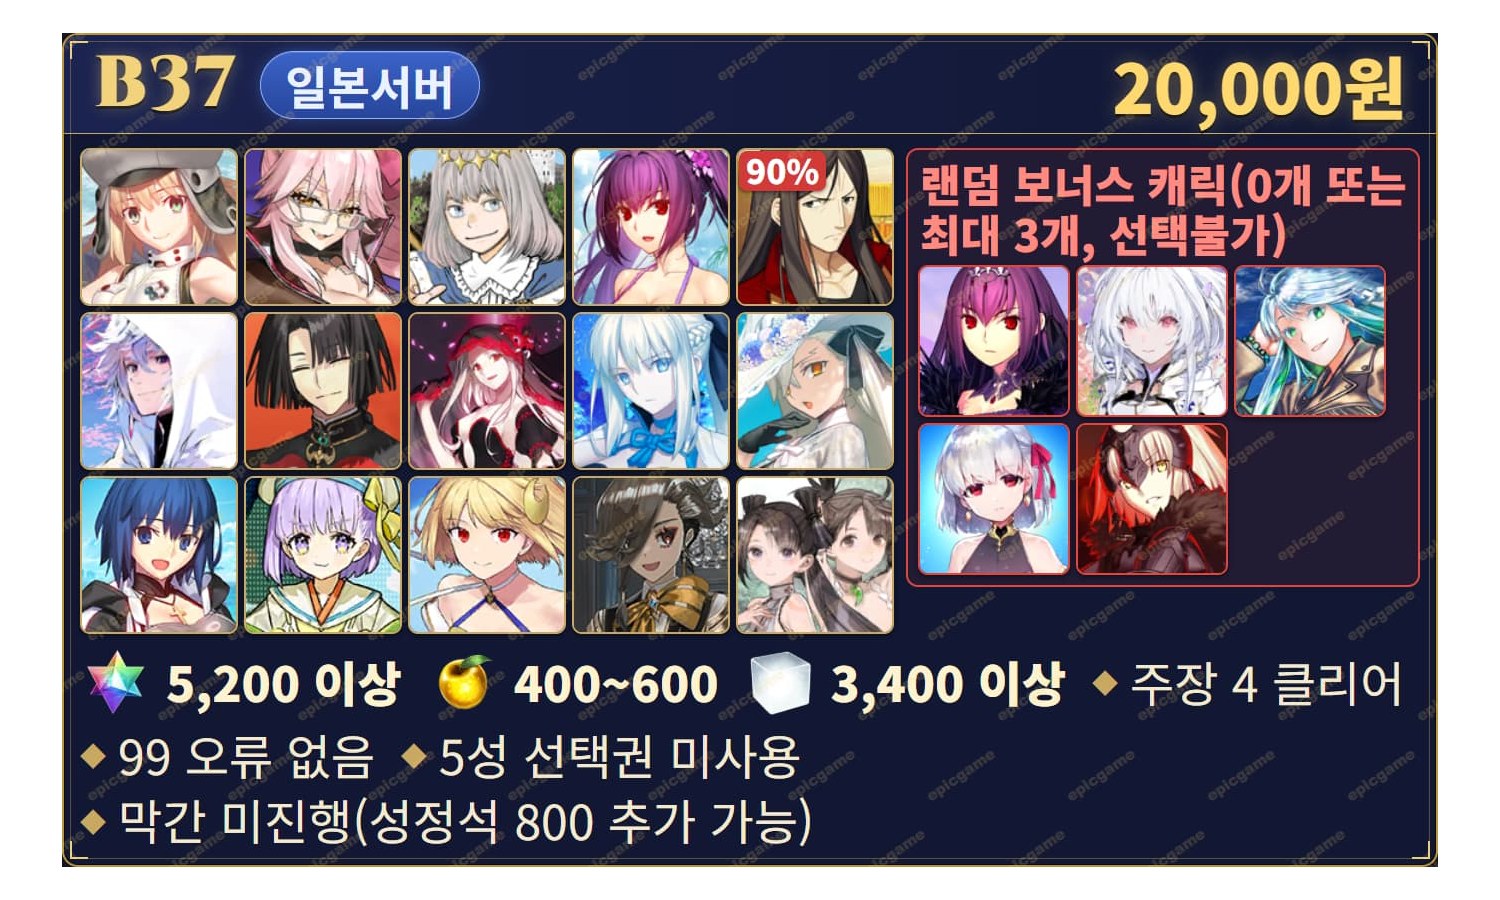 B37 일본서버 20,000원
90%
랜덤 보너스 캐릭(0개 또는
최대 3개, 선택불가)
5,200 이상 400~600 3,400 이상 ◆ 주장 4 클리어
◆ 99 오류 없음 ◆ 5성 선택권 미사용
◆ 막간 미진행(성정석 800 추가 가능)
epicgame